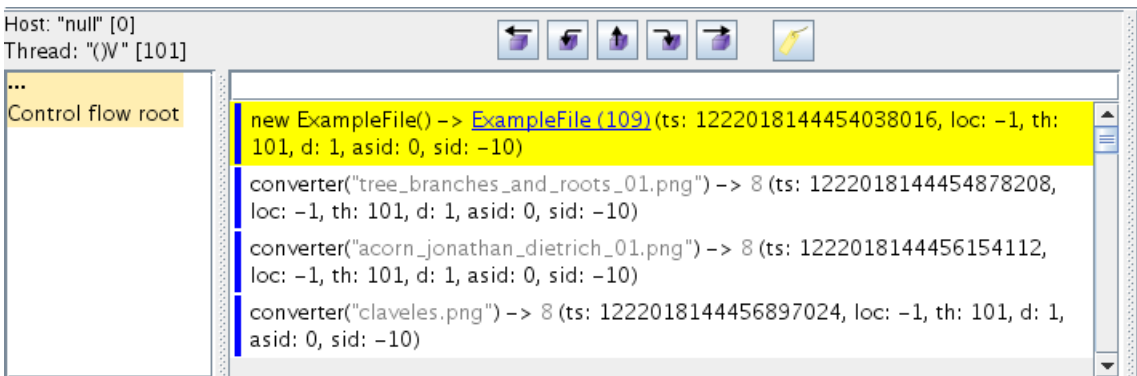 Host: "null" [0]
Thread: "()V" [101]
...
Control flow root
new ExampleFile() -> ExampleFile (109) (ts: 1222018144454038016, loc: -1, th:
101, d: 1, asid: 0, sid: -10)
converter("tree_branches_and_roots_01.png") -> 8 (ts: 1222018144454878208,
loc: -1, th: 101, d: 1, asid: 0, sid: -10)
converter("acorn_jonathan_dietrich_01.png") -> 8 (ts: 1222018144456154112,
loc: -1, th: 101, d: 1, asid: 0, sid: -10)
converter("claveles.png") -> 8 (ts: 1222018144456897024, loc: -1, th: 101, d: 1,
asid: 0, sid: -10)